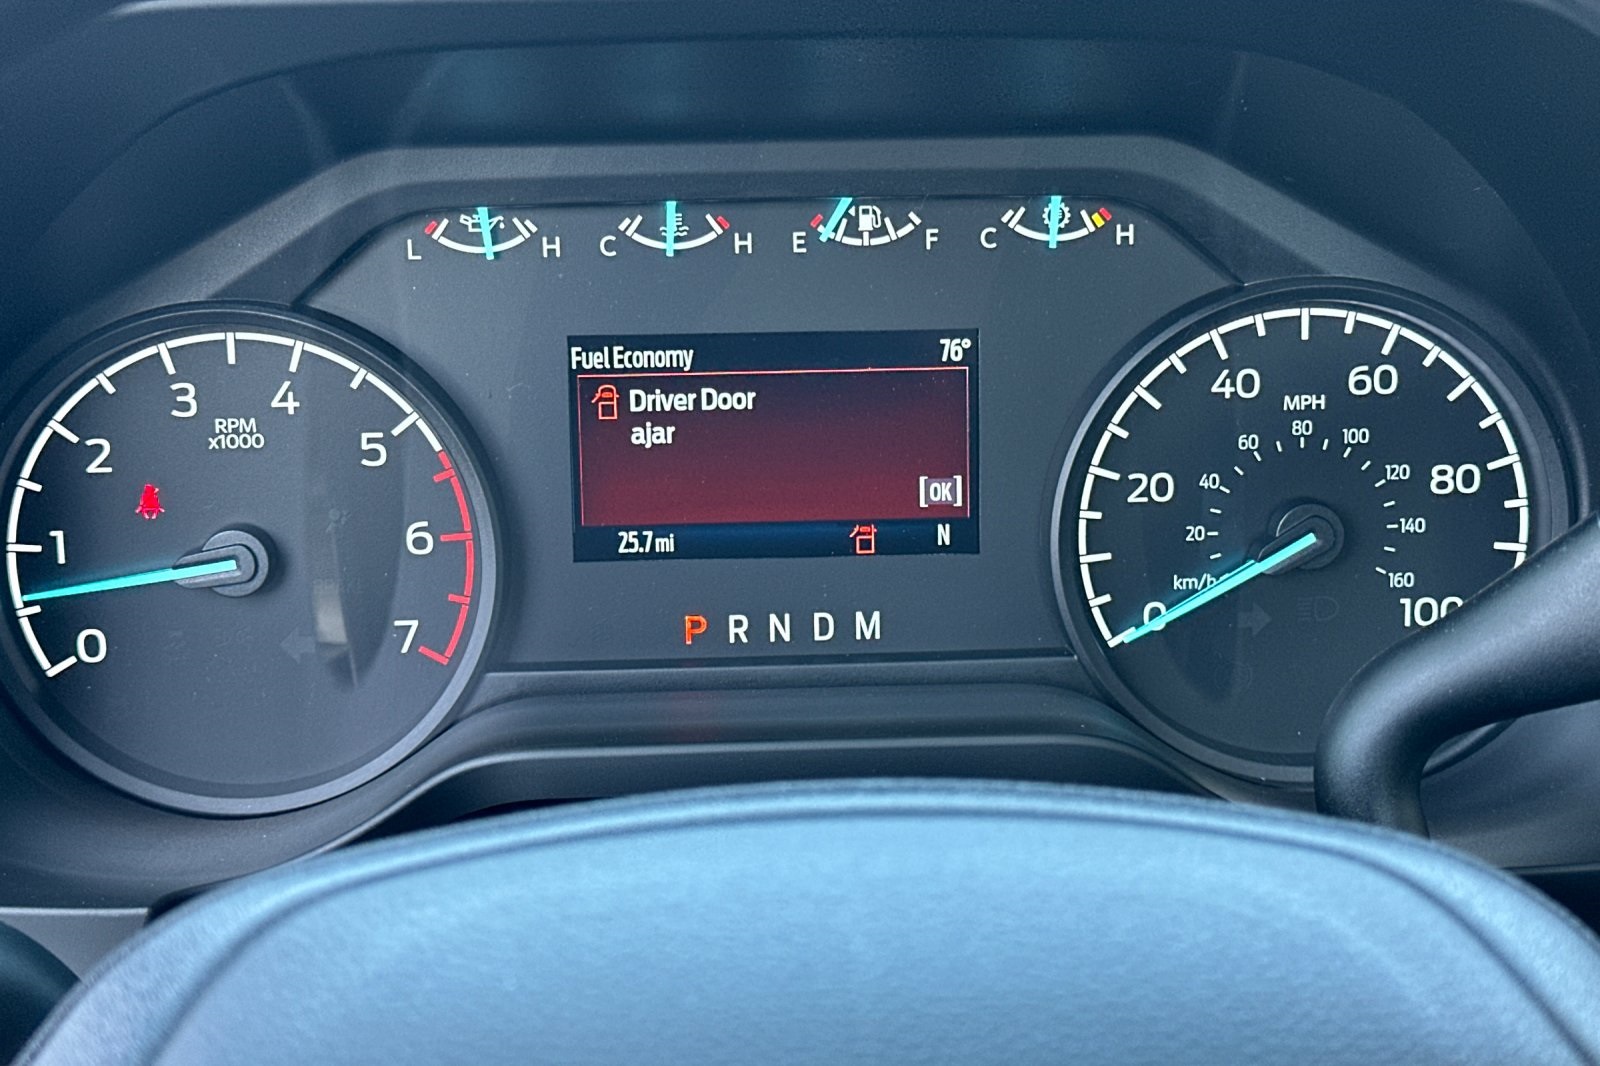 L H C H E F C H
Fuel Economy 76°
Driver Door
ajar
[OK]
25.7 mi N
P R N D M
0 1 2 3 4 5 6 7
RPM
x1000
0 20 40 60 80 100
MPH
20 40 60 80 100 120 140 160
km/h